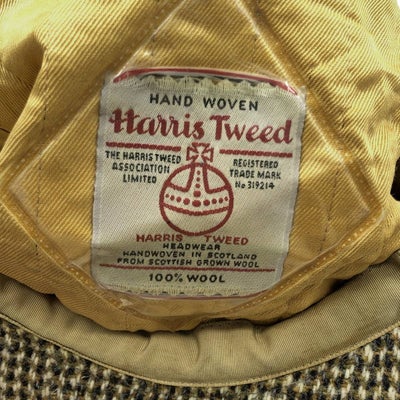 HAND WOVEN
Harris Tweed
THE HARRIS TWEED
ASSOCIATION
LIMITED
REGISTERED
TRADE MARK
No 319214
HARRIS TWEED
HEADWEAR
HANDWOVEN IN SCOTLAND
FROM SCOTTISH GROWN WOOL
100% WOOL